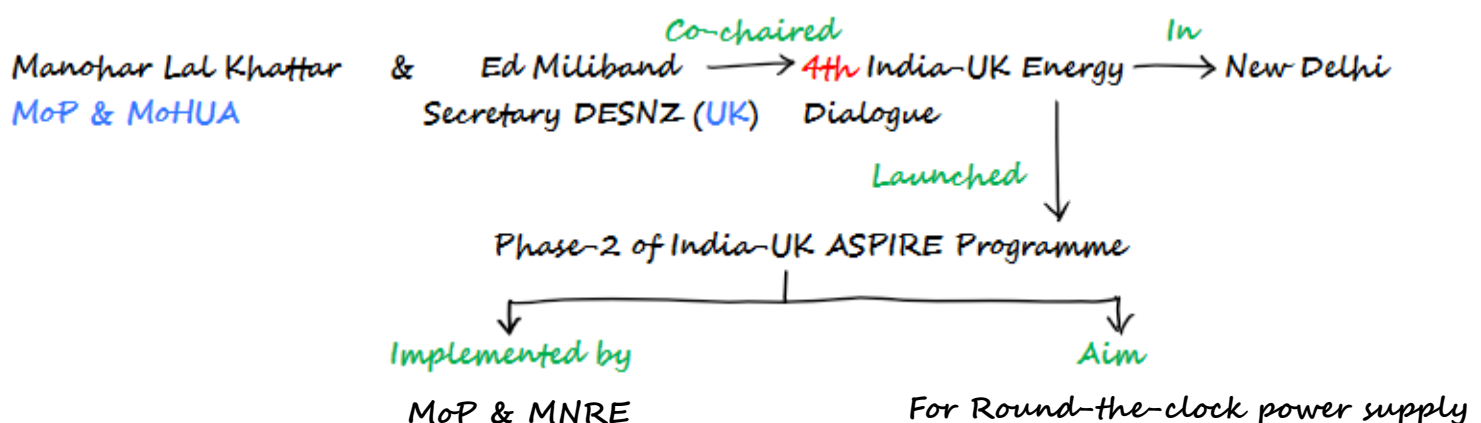 Co-chaired In
Manohar Lal Khattar & Ed Miliband 4th India-UK Energy New Delhi
MoP & MoHUA Secretary DESNZ (UK) Dialogue
Launched
Phase-2 of India-UK ASPIRE Programme
Implemented by Aim
MoP & MNRE For Round-the-clock power supply